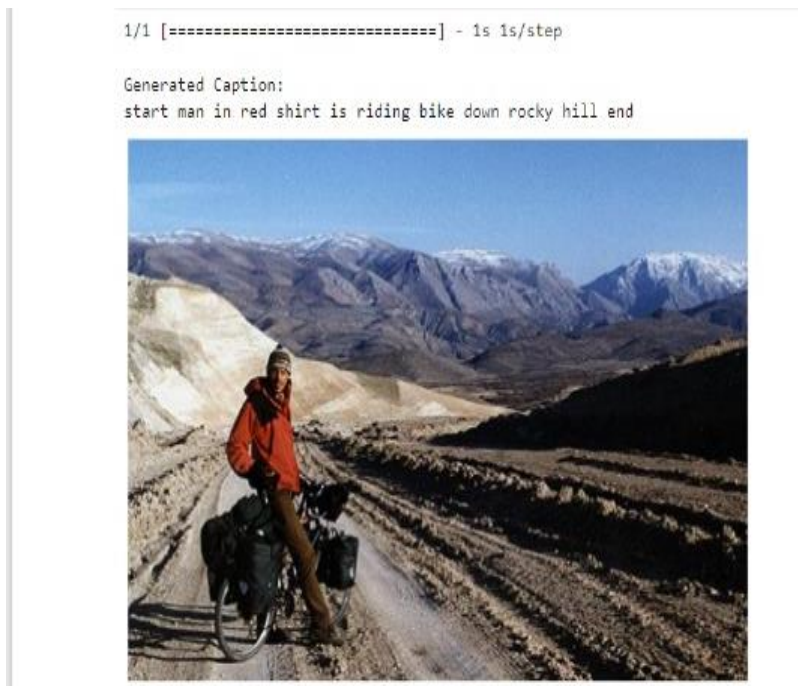 1/1 [==============================] - 1s 1s/step
Generated Caption:
start man in red shirt is riding bike down rocky hill end